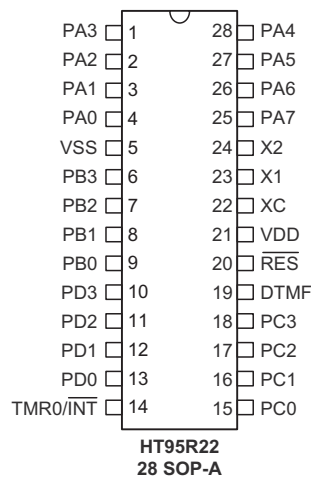 PA3 1 28 PA4
PA2 2 27 PA5
PA1 3 26 PA6
PA0 4 25 PA7
VSS 5 24 X2
PB3 6 23 X1
PB2 7 22 XC
PB1 8 21 VDD
PB0 9 20 R̅E̅S̅
PD3 10 19 DTMF
PD2 11 18 PC3
PD1 12 17 PC2
PD0 13 16 PC1
TMR0/I̅N̅T̅ 14 15 PC0
HT95R22
28 SOP-A